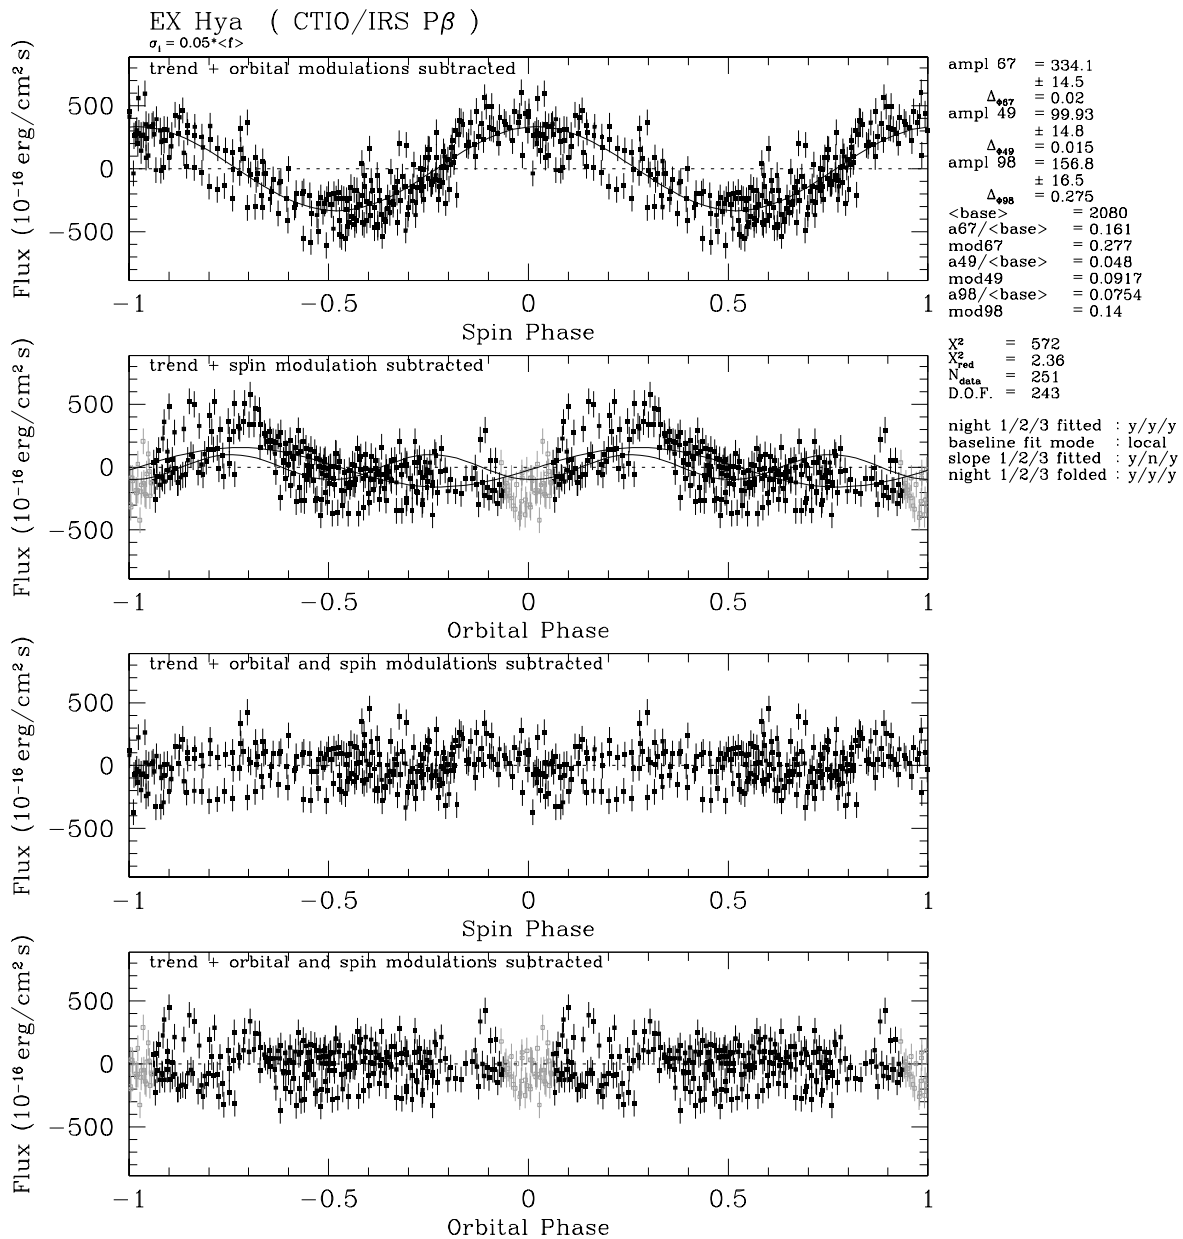 EX Hya ( CTIO/IRS Pβ )
σᵢ = 0.05*<f>
trend + orbital modulations subtracted
500
0
−500
Flux (10⁻¹⁶ erg/cm² s)
−1 −0.5 0 0.5 1
Spin Phase
trend + spin modulation subtracted
500
0
−500
Flux (10⁻¹⁶ erg/cm² s)
−1 −0.5 0 0.5 1
Orbital Phase
trend + orbital and spin modulations subtracted
500
0
−500
Flux (10⁻¹⁶ erg/cm² s)
−1 −0.5 0 0.5 1
Spin Phase
trend + orbital and spin modulations subtracted
500
0
−500
Flux (10⁻¹⁶ erg/cm² s)
−1 −0.5 0 0.5 1
Orbital Phase
ampl 67 = 334.1
± 14.5
Δ_Φ67 = 0.02
ampl 49 = 99.93
± 14.8
Δ_Φ49 = 0.015
ampl 98 = 156.8
± 16.5
Δ_Φ98 = 0.275
<base> = 2080
a67/<base> = 0.161
mod67 = 0.277
a49/<base> = 0.048
mod49 = 0.0917
a98/<base> = 0.0754
mod98 = 0.14
X² = 572
X²_red = 2.36
N_data = 251
D.O.F. = 243
night 1/2/3 fitted : y/y/y
baseline fit mode : local
slope 1/2/3 fitted : y/n/y
night 1/2/3 folded : y/y/y